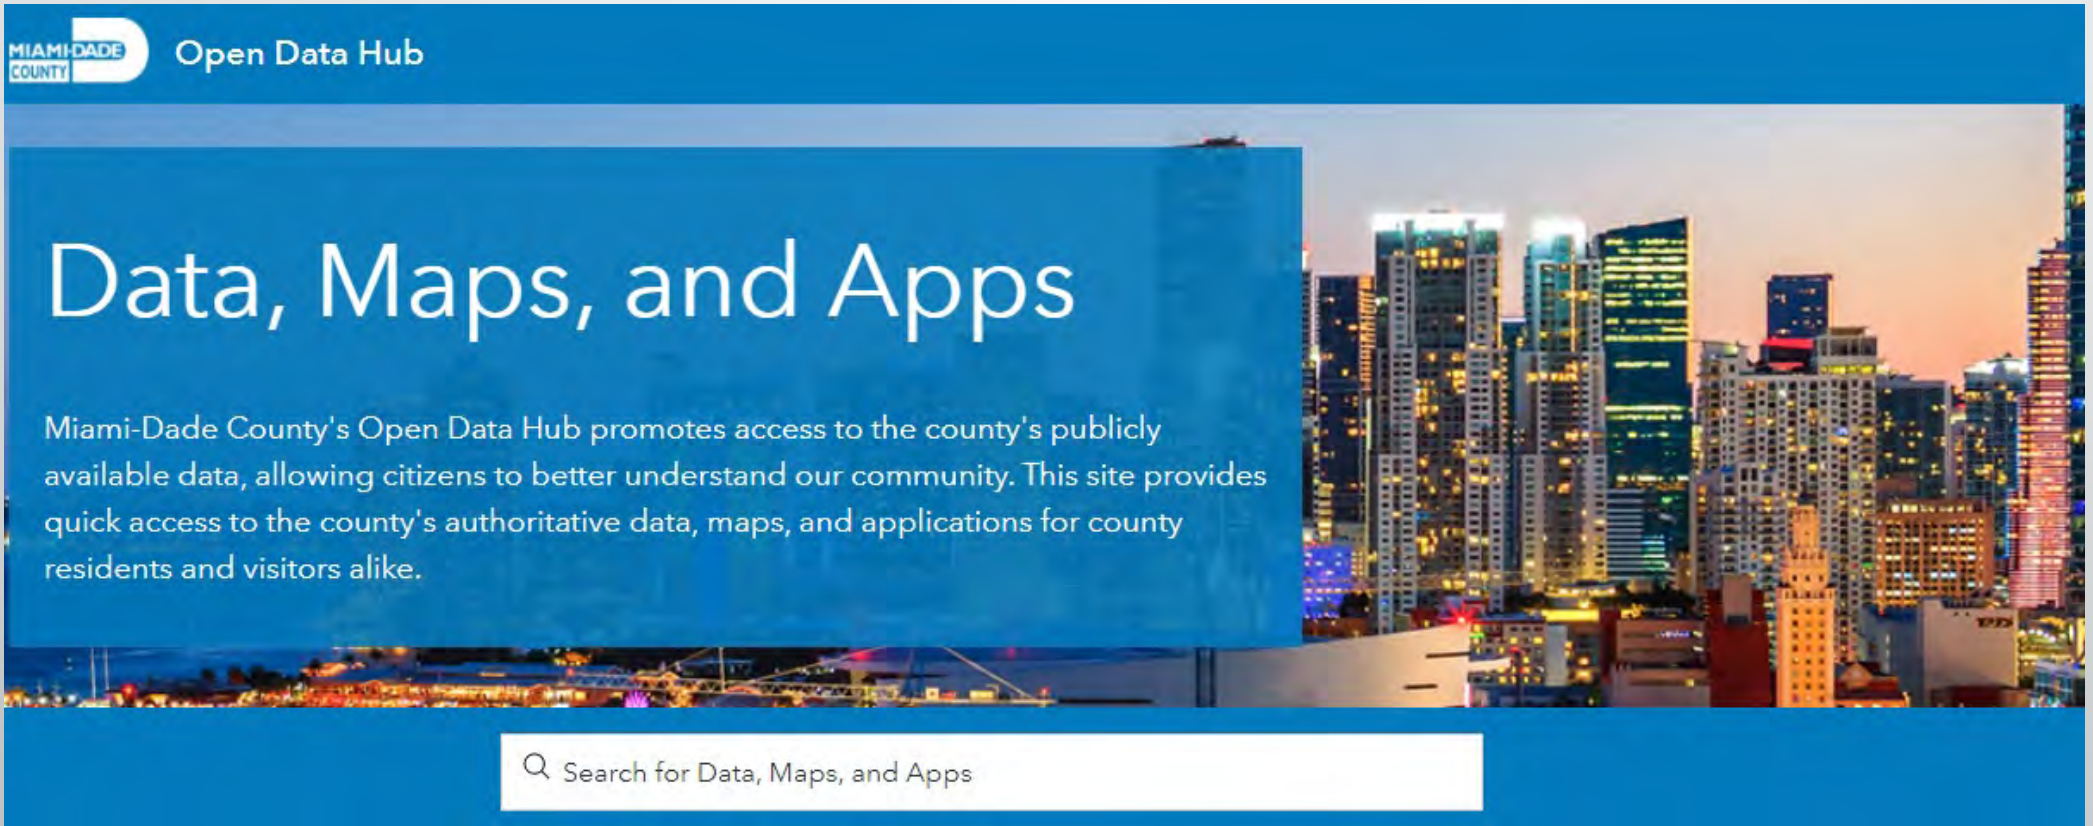 MIAMI-DADE
COUNTY
Open Data Hub
Data, Maps, and Apps
Miami-Dade County's Open Data Hub promotes access to the county's publicly
available data, allowing citizens to better understand our community. This site provides
quick access to the county's authoritative data, maps, and applications for county
residents and visitors alike.
Search for Data, Maps, and Apps